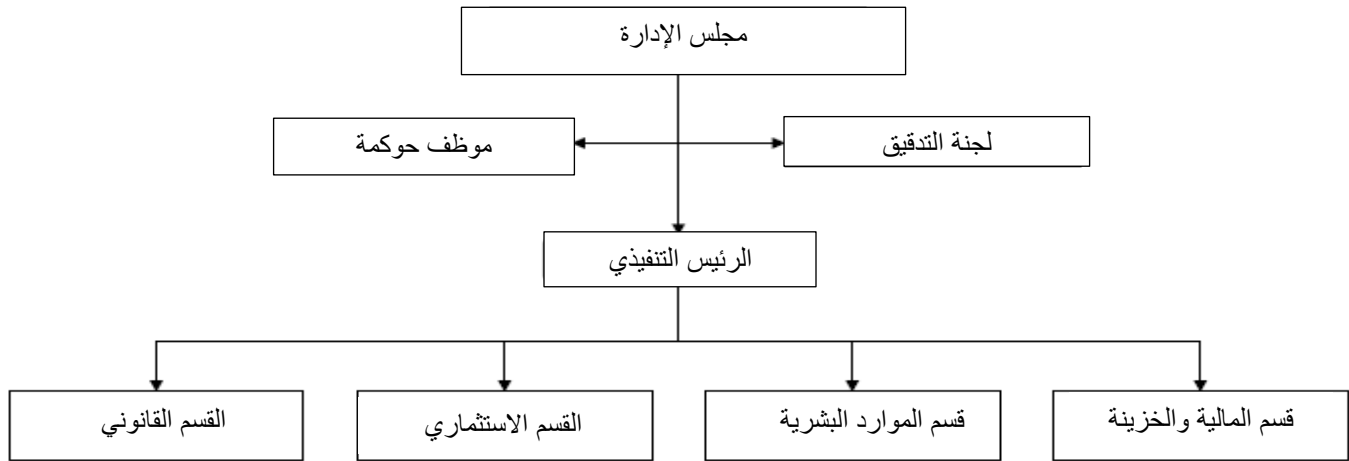 مجلس الإدارة
لجنة التدقيق
موظف حوكمة
الرئيس التنفيذي
قسم المالية والخزينة
قسم الموارد البشرية
القسم الاستثماري
القسم القانوني